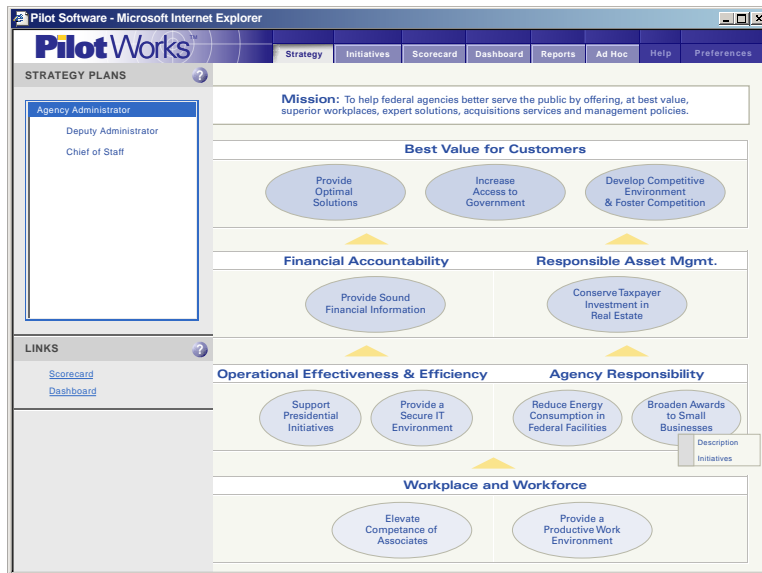 Pilot Software - Microsoft Internet Explorer
PilotWorks
Strategy Initiatives Scorecard Dashboard Reports Ad Hoc Help Preferences
STRATEGY PLANS ?
Agency Administrator
Deputy Administrator
Chief of Staff
LINKS ?
Scorecard
Dashboard
Mission: To help federal agencies better serve the public by offering, at best value,
superior workplaces, expert solutions, acquisitions services and management policies.
Best Value for Customers
Provide
Optimal
Solutions
Increase
Access to
Government
Develop Competitive
Environment
& Foster Competition
Financial Accountability
Responsible Asset Mgmt.
Provide Sound
Financial Information
Conserve Taxpayer
Investment in
Real Estate
Operational Effectiveness & Efficiency
Agency Responsibility
Support
Presidential
Initiatives
Provide a
Secure IT
Environment
Reduce Energy
Consumption in
Federal Facilities
Broaden Awards
to Small
Businesses
Description
Initiatives
Workplace and Workforce
Elevate
Competance of
Associates
Provide a
Productive Work
Environment